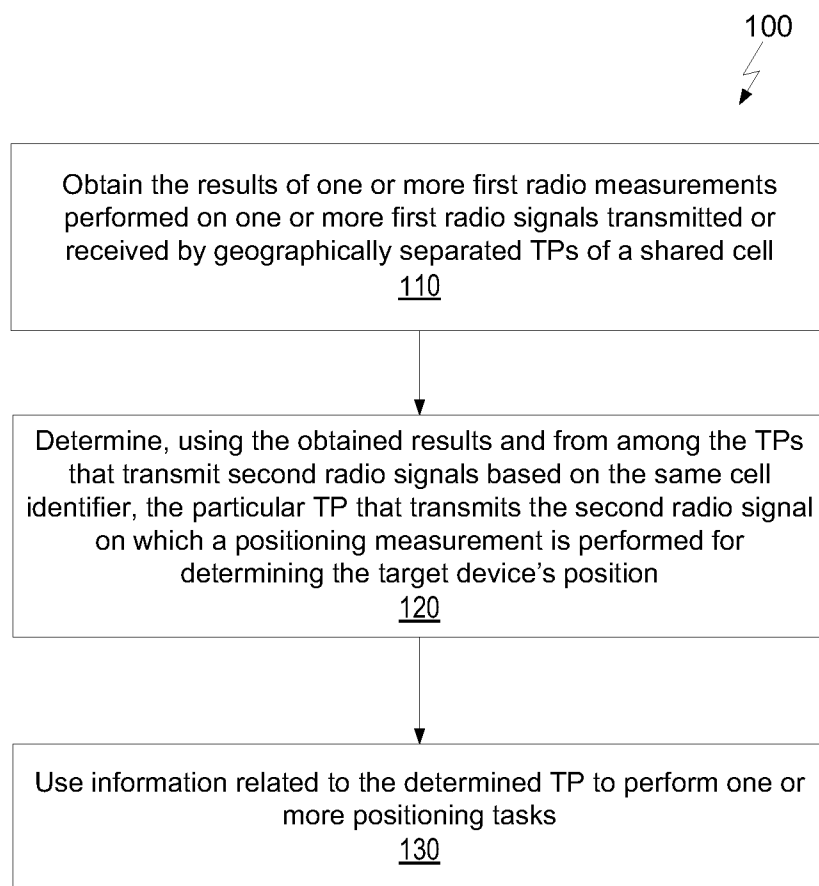 100
Obtain the results of one or more first radio measurements
performed on one or more first radio signals transmitted or
received by geographically separated TPs of a shared cell
110
Determine, using the obtained results and from among the TPs
that transmit second radio signals based on the same cell
identifier, the particular TP that transmits the second radio signal
on which a positioning measurement is performed for
determining the target device's position
120
Use information related to the determined TP to perform one or
more positioning tasks
130